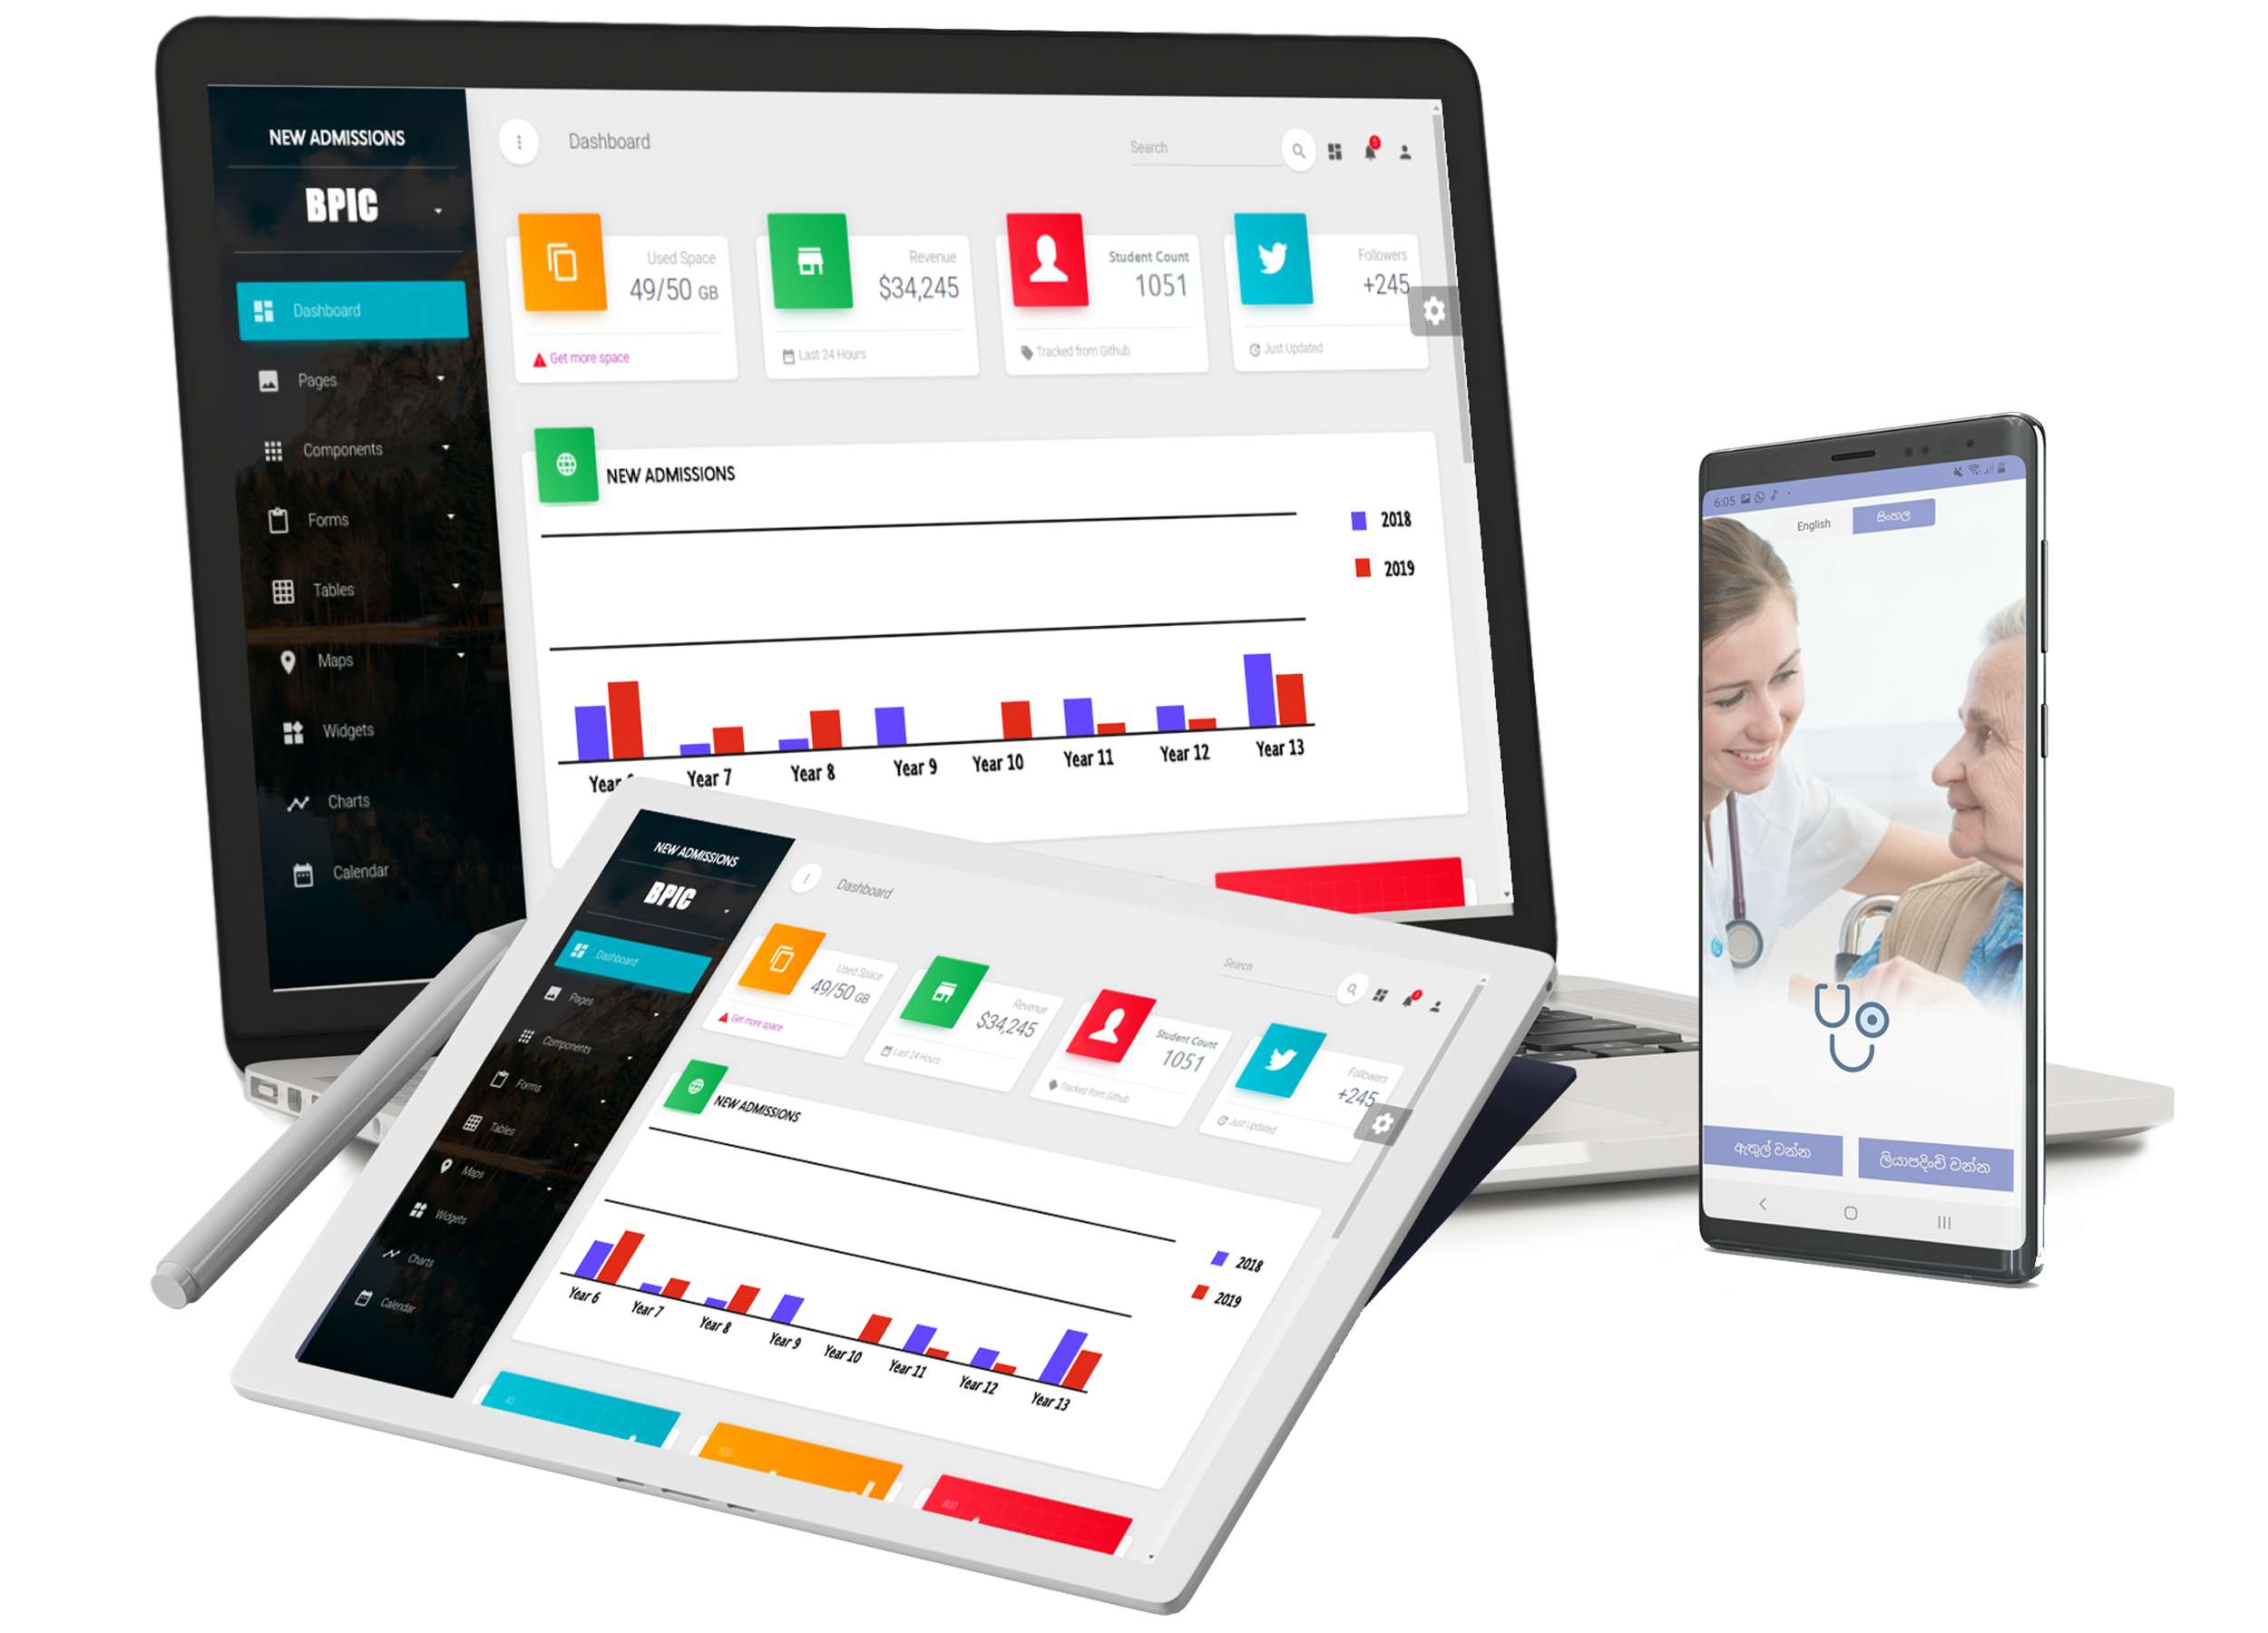 NEW ADMISSIONS
BPIC
Dashboard
Pages
Components
Forms
Tables
Maps
Widgets
Charts
Calendar
Dashboard
Search
5
Used Space
49/50 GB
Get more space
Revenue
$34,245
Last 24 Hours
Student Count
1051
Tracked from Github
Followers
+245
Just Updated
NEW ADMISSIONS
2018
2019
Year 7
Year 8
Year 9
Year 10
Year 11
Year 12
Year 13
NEW ADMISSIONS
BPIC
Dashboard
Pages
Components
Forms
Tables
Maps
Widgets
Charts
Calendar
Dashboard
Search
Used Space
49/50 GB
Get more space
Revenue
$34,245
Last 24 Hours
Student Count
1051
Tracked from Github
Followers
+245
Just Updated
NEW ADMISSIONS
2018
2019
Year 6
Year 7
Year 8
Year 9
Year 10
Year 11
Year 12
Year 13
800
800
6:05
English
සිංහල
ඇතුල් වන්න
ලියාපදිංචි වන්න